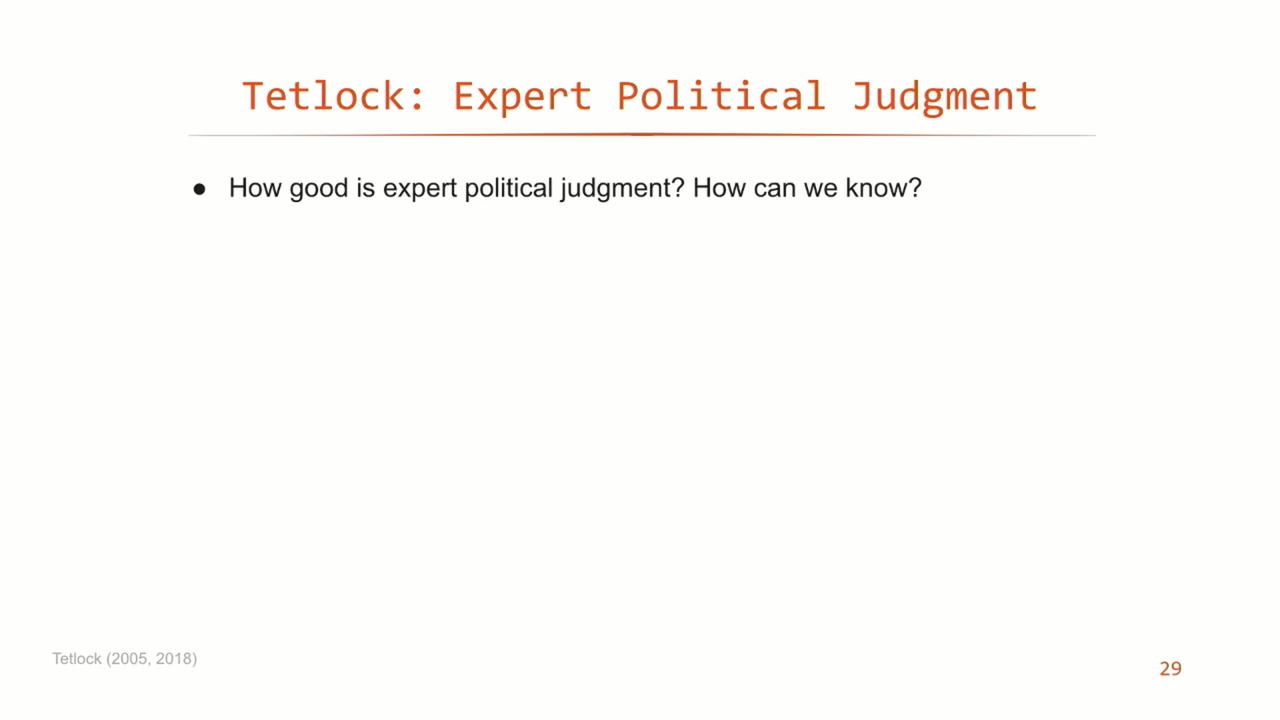 Tetlock: Expert Political Judgment
● How good is expert political judgment? How can we know?
Tetlock (2005, 2018)
29